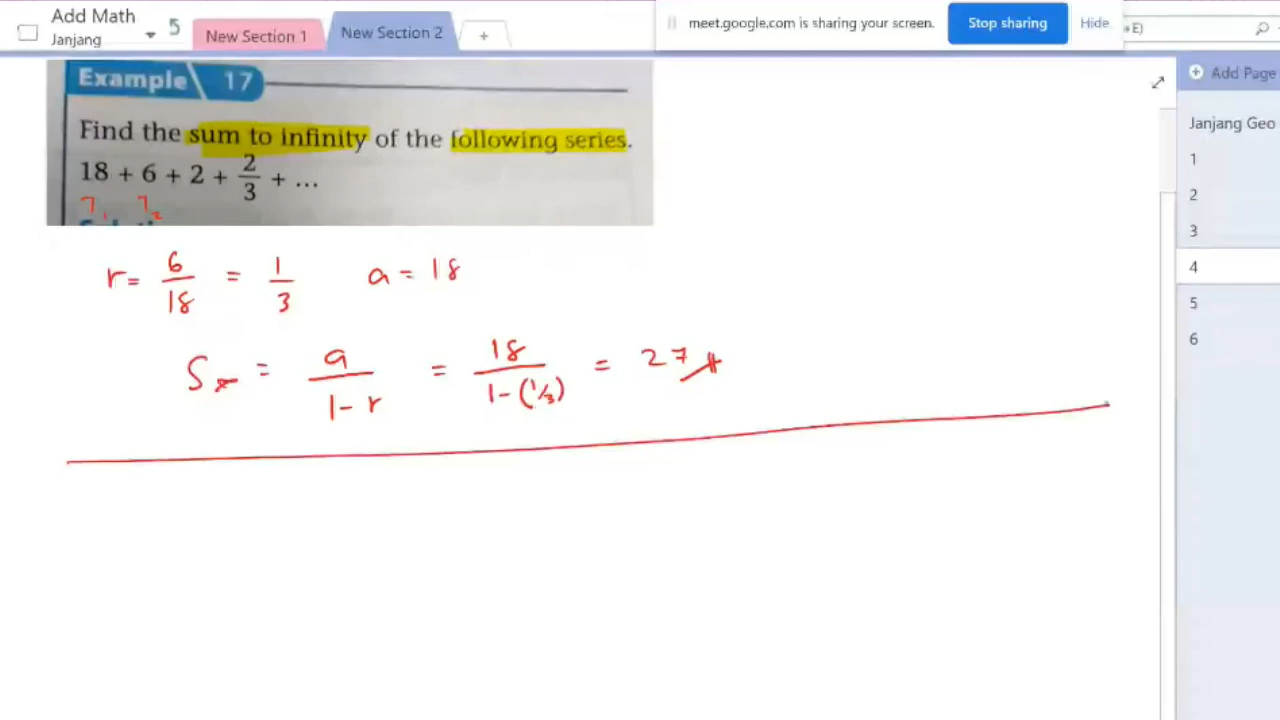 Add Math
Janjang
New Section 1
New Section 2
+
meet.google.com is sharing your screen.
Stop sharing
Hide
+E)
Add Page
Example 17
Find the sum to infinity of the following series.
18 + 6 + 2 + 2/3 + ...
T₁ T₂
r = 6/18 = 1/3 a = 18
S∞ = a/(1 - r) = 18/(1 - (1/3)) = 27
Janjang Geo
1
2
3
4
5
6